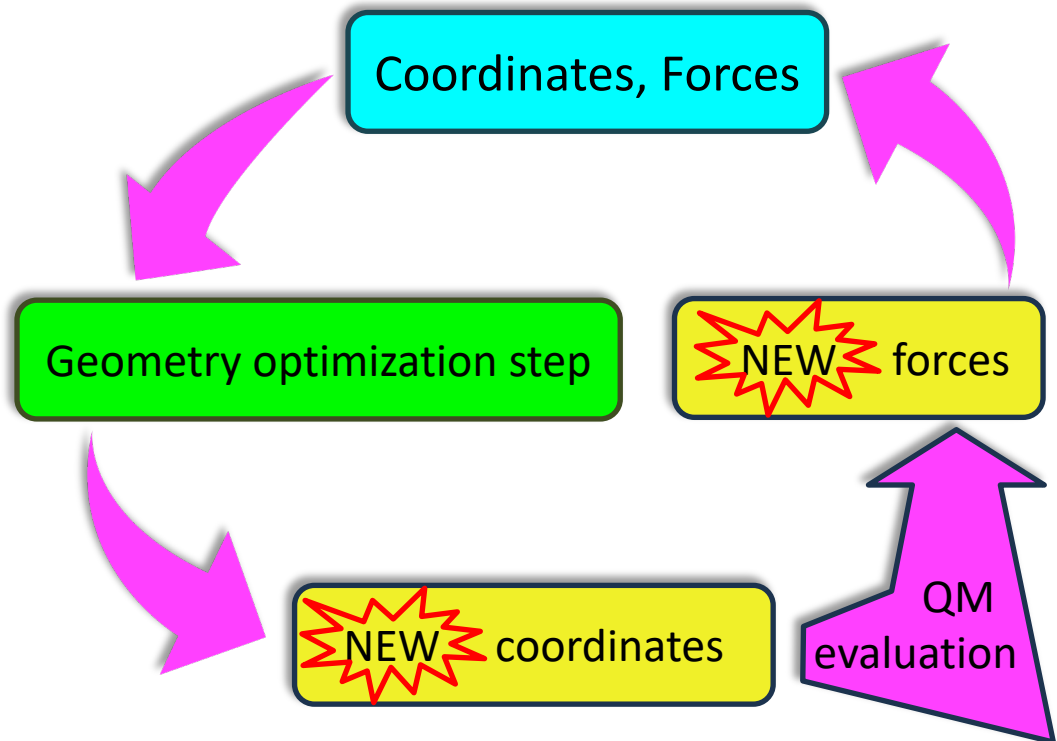 Coordinates, Forces
Geometry optimization step
NEW forces
NEW coordinates
QM
evaluation